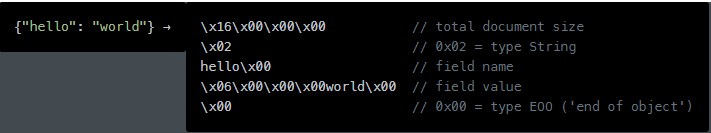 {"hello": "world"} →
\x16\x00\x00\x00 // total document size
\x02 // 0x02 = type String
hello\x00 // field name
\x06\x00\x00\x00world\x00 // field value
\x00 // 0x00 = type EOO ('end of object')